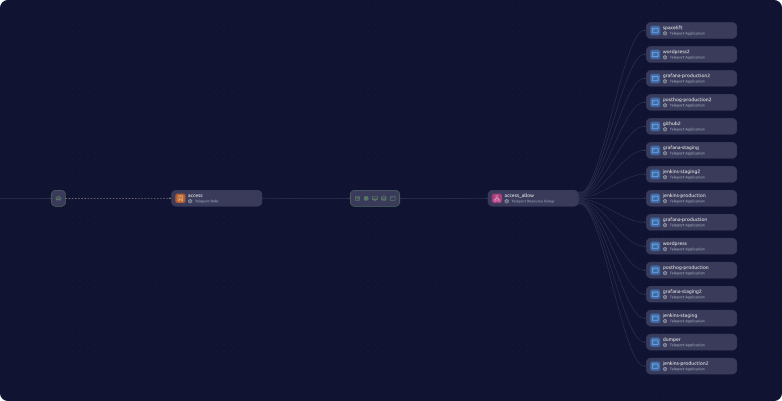 access
Teleport Role
access_allow
Teleport Resource Group
spacelift
Teleport Application
wordpress2
Teleport Application
grafana-production2
Teleport Application
posthog-production2
Teleport Application
github2
Teleport Application
grafana-staging
Teleport Application
jenkins-staging2
Teleport Application
jenkins-production
Teleport Application
grafana-production
Teleport Application
wordpress
Teleport Application
posthog-production
Teleport Application
grafana-staging2
Teleport Application
jenkins-staging
Teleport Application
dumper
Teleport Application
jenkins-production2
Teleport Application